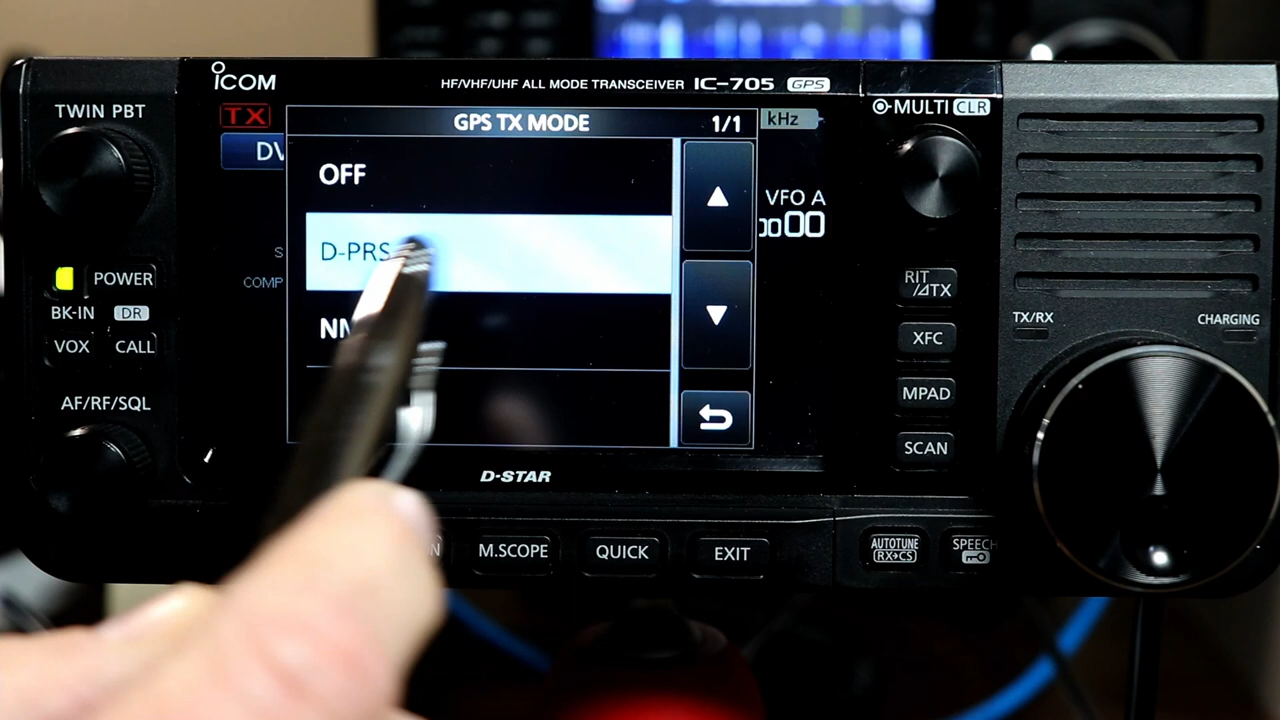 ICOM
HF/VHF/UHF ALL MODE TRANSCEIVER IC-705 GPS
TWIN PBT
TX
GPS TX MODE 1/1
kHz
MULTI CLR
DV
OFF
VFO A
00
D-PRS
POWER
BK-IN DR
VOX CALL
COMP
RIT
/⊿TX
TX/RX
CHARGING
XFC
MPAD
SCAN
AF/RF/SQL
D-STAR
M.SCOPE
QUICK
EXIT
AUTOTUNE
RX→CS
SPEECH